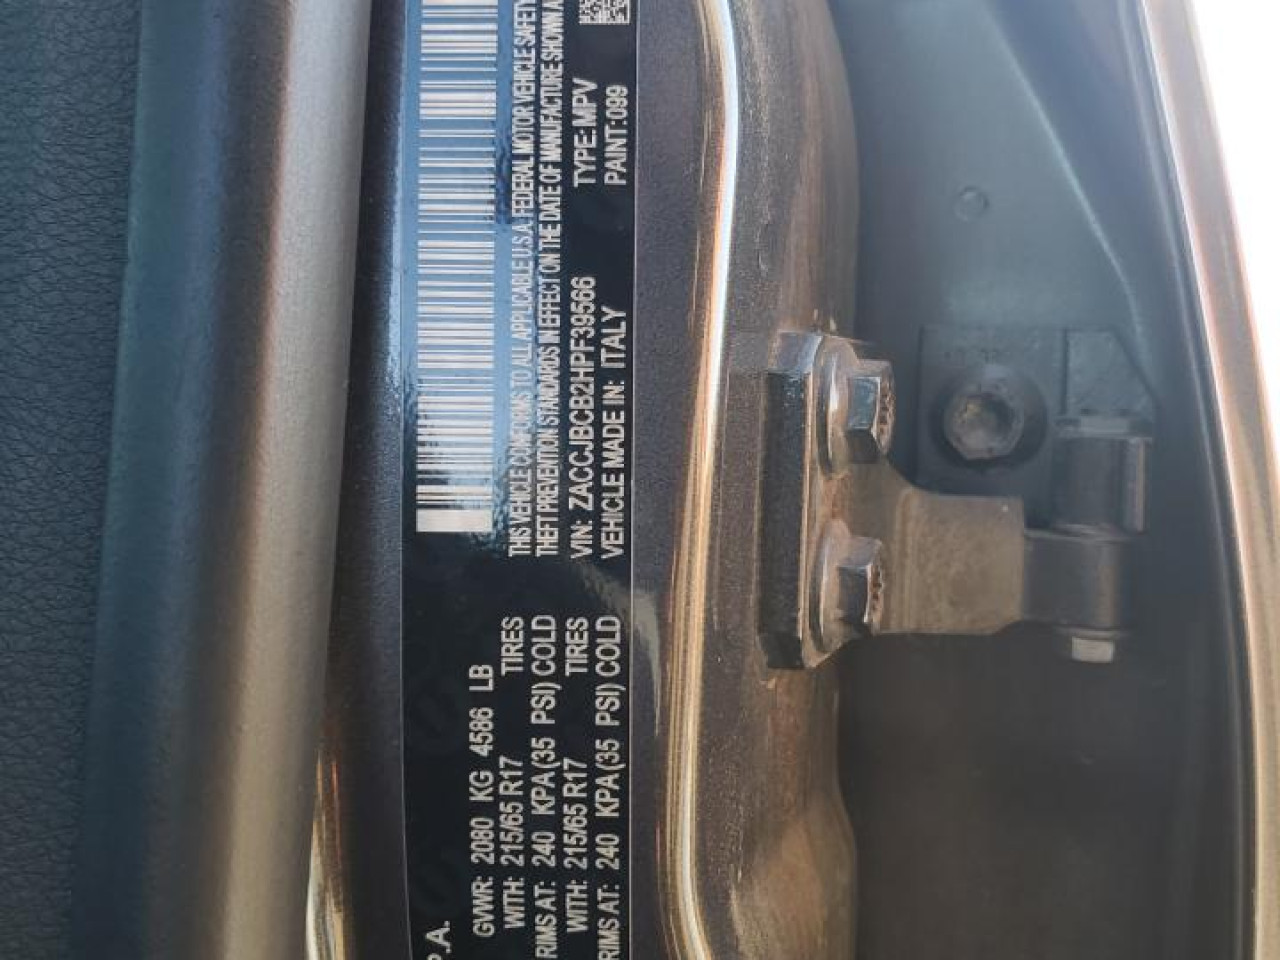 P.A.
GVWR: 2080 KG 4586 LB
WITH: 215/65 R17 TIRES
RIMS AT: 240 KPA(35 PSI) COLD
WITH: 215/65 R17 TIRES
RIMS AT: 240 KPA(35 PSI) COLD
THIS VEHICLE CONFORMS TO ALL APPLICABLE U.S.A. FEDERAL MOTOR VEHICLE SAFETY
THEFT PREVENTION STANDARDS IN EFFECT ON THE DATE OF MANUFACTURE SHOWN A
VIN: ZACCJBCB2HPF39566 TYPE: MPV
VEHICLE MADE IN: ITALY PAINT: 099